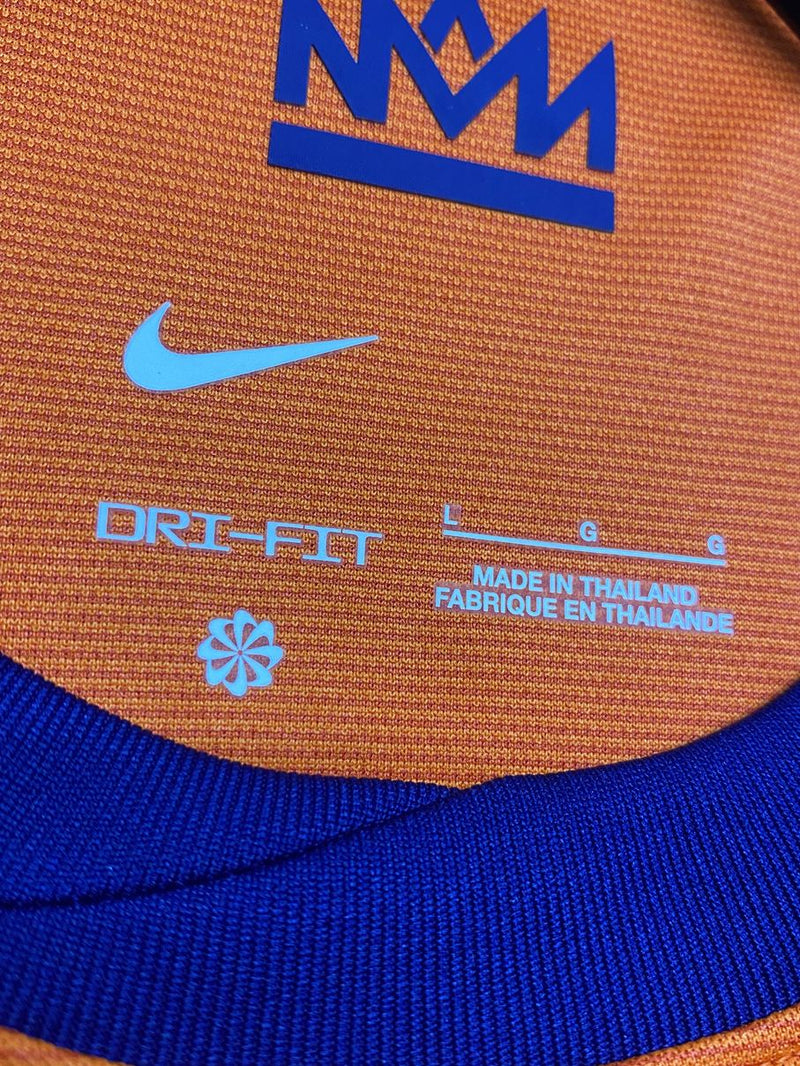 DRI-FIT
L G G
MADE IN THAILAND
FABRIQUE EN THAILANDE